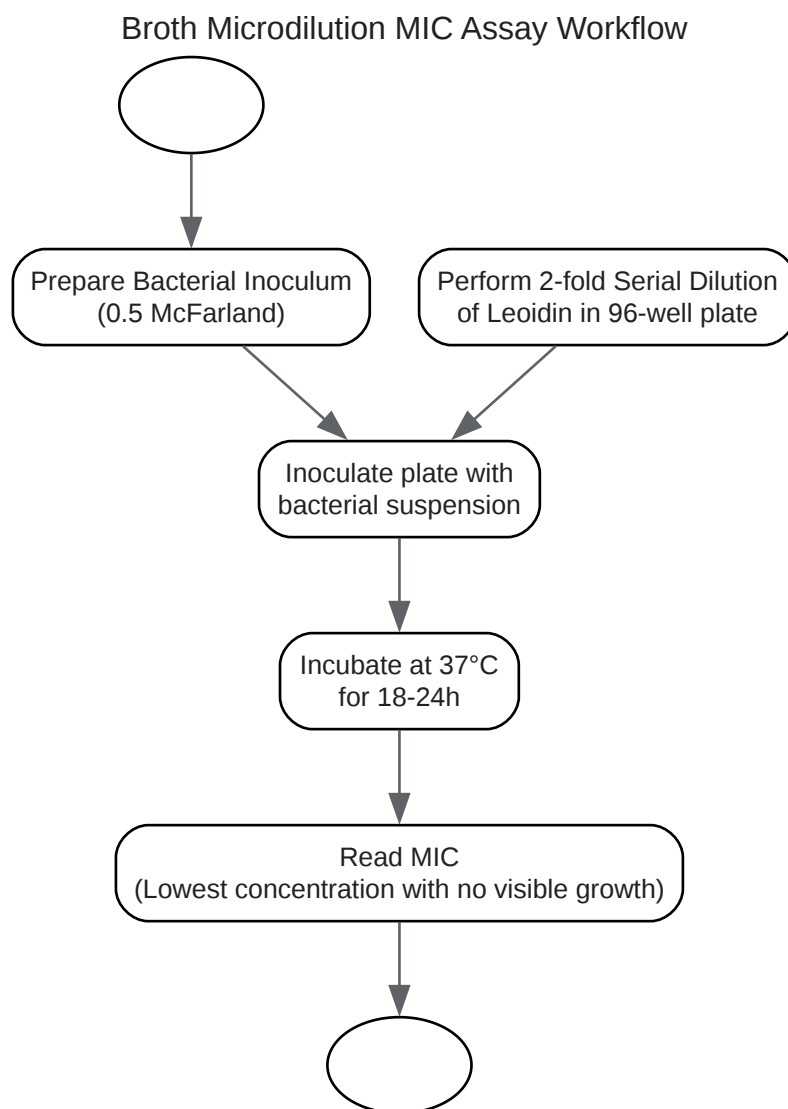 Broth Microdilution MIC Assay Workflow
Prepare Bacterial Inoculum
(0.5 McFarland)
Perform 2-fold Serial Dilution
of Leoidin in 96-well plate
Inoculate plate with
bacterial suspension
Incubate at 37°C
for 18-24h
Read MIC
(Lowest concentration with no visible growth)